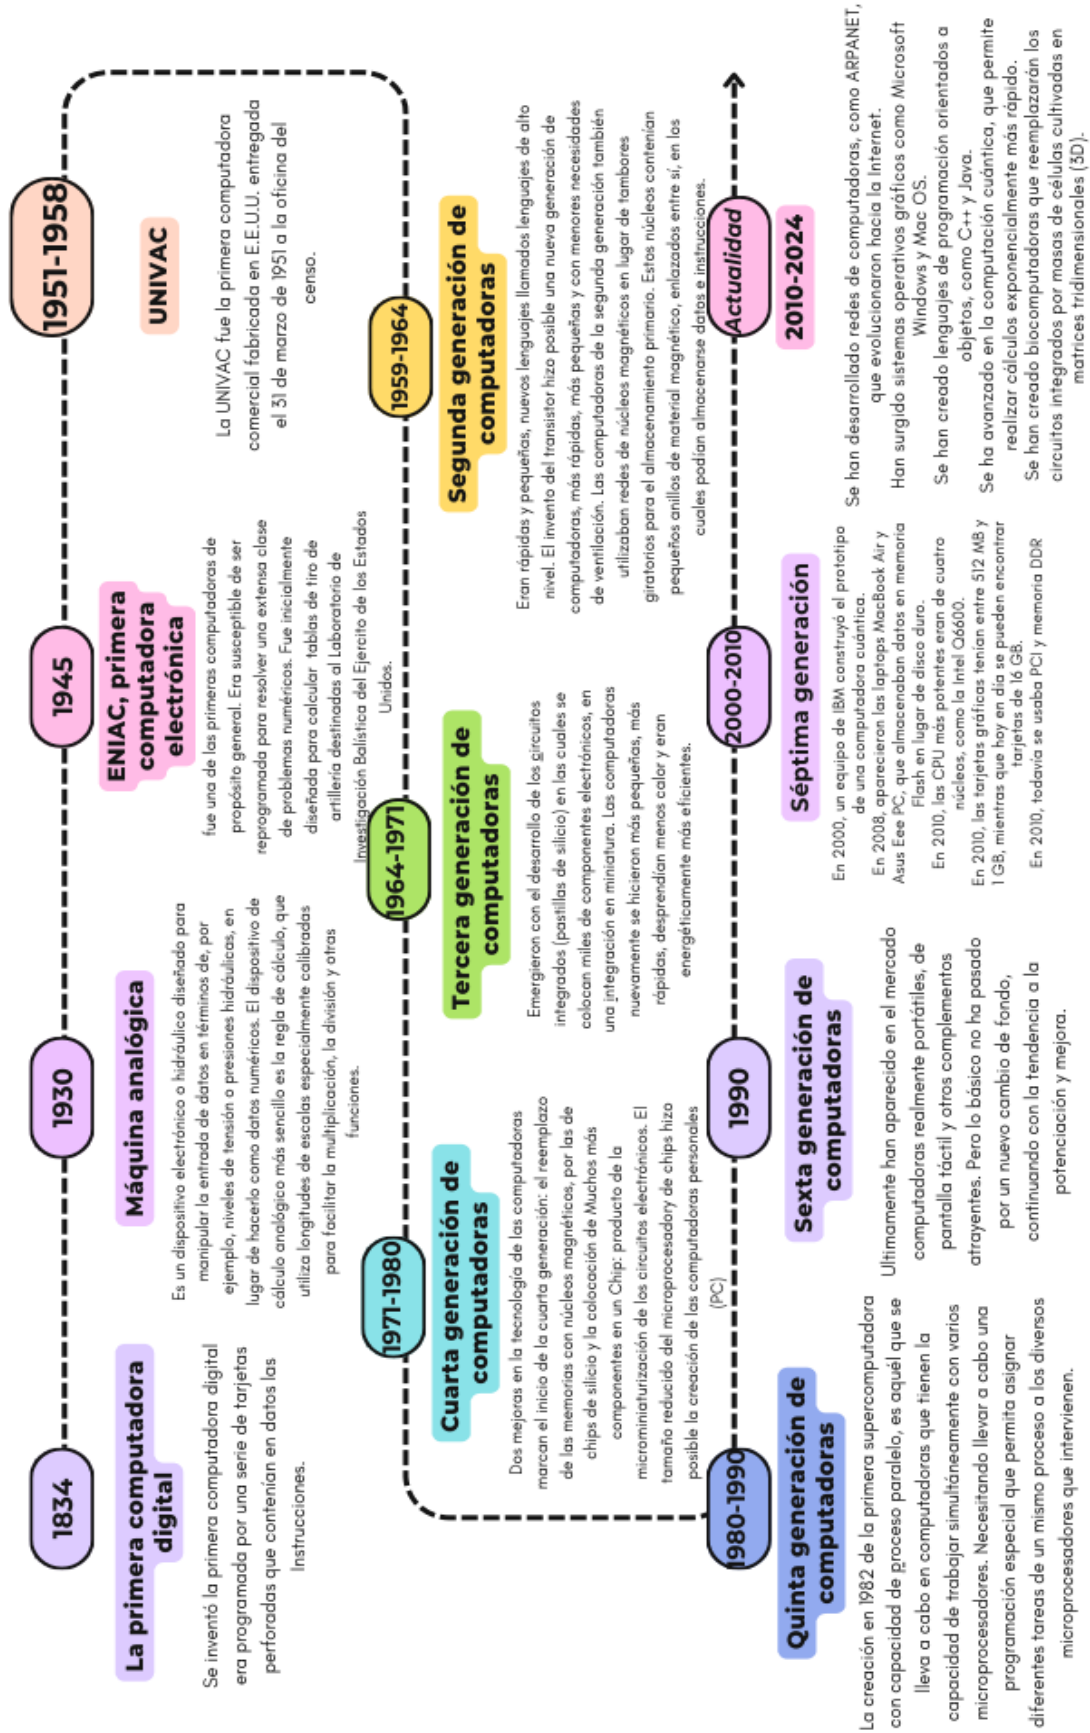 1834
La primera computadora
digital
Se inventó la primera computadora digital
era programada por una serie de tarjetas
perforadas que contenían en datos las
Instrucciones.
1930
Máquina analógica
Es un dispositivo electrónico o hidráulico diseñado para
manipular la entrada de datos en términos de, por
ejemplo, niveles de tensión o presiones hidráulicas, en
lugar de hacerlo como datos numéricos. El dispositivo de
cálculo analógico más sencillo es la regla de cálculo, que
utiliza longitudes de escalas especialmente calibradas
para facilitar la multiplicación, la división y otras
funciones.
1945
ENIAC, primera
computadora
electrónica
fue una de las primeras computadoras de
propósito general. Era susceptible de ser
reprogramada para resolver una extensa clase
de problemas numéricos. Fue inicialmente
diseñada para calcular tablas de tiro de
artillería destinadas al Laboratorio de
Investigación Balística del Ejercito de los Estados
Unidos.
1951-1958
UNIVAC
La UNIVAC fue la primera computadora
comercial fabricada en E.E.U.U. entregada
el 31 de marzo de 1951 a la oficina del
censo.
1971-1980
Cuarta generación de
computadoras
Dos mejoras en la tecnología de las computadoras
marcan el inicio de la cuarta generación: el reemplazo
de las memorias con núcleos magnéticos, por las de
chips de silicio y la colocación de Muchos más
componentes en un Chip: producto de la
microminiaturización de los circuitos electrónicos. El
tamaño reducido del microprocesador y de chips hizo
posible la creación de las computadoras personales
(PC)
1964-1971
Tercera generación de
computadoras
Emergieron con el desarrollo de los circuitos
integrados (pastillas de silicio) en las cuales se
colocan miles de componentes electrónicos, en
una integración en miniatura. Las computadoras
nuevamente se hicieron más pequeñas, más
rápidas, desprendían menos calor y eran
energéticamente más eficientes.
1959-1964
Segunda generación de
computadoras
Eran rápidas y pequeñas, nuevos lenguajes llamados lenguajes de alto
nivel. El invento del transistor hizo posible una nueva generación de
computadoras, más rápidas, más pequeñas y con menores necesidades
de ventilación. Las computadoras de la segunda generación también
utilizaban redes de núcleos magnéticos en lugar de tambores
giratorios para el almacenamiento primario. Estos núcleos contenían
pequeños anillos de material magnético, enlazados entre sí, en los
cuales podían almacenarse datos e instrucciones.
1980-1990
Quinta generación de
computadoras
La creación en 1982 de la primera supercomputadora
con capacidad de proceso paralelo, es aquél que se
lleva a cabo en computadoras que tienen la
capacidad de trabajar simultáneamente con varios
microprocesadores. Necesitando llevar a cabo una
programación especial que permita asignar
diferentes tareas de un mismo proceso a los diversos
microprocesadores que intervienen.
1990
Sexta generación de
computadoras
Ultimamente han aparecido en el mercado
computadoras realmente portátiles, de
pantalla táctil y otros complementos
atrayentes. Pero lo básico no ha pasado
por un nuevo cambio de fondo,
continuando con la tendencia a la
potenciación y mejora.
2000-2010
Séptima generación
En 2000, un equipo de IBM construyó el prototipo
de una computadora cuántica.
En 2008, aparecieron las laptops MacBook Air y
Asus Eee PC, que almacenaban datos en memoria
Flash en lugar de disco duro.
En 2010, las CPU más potentes eran de cuatro
núcleos, como la Intel Q6600.
En 2010, las tarjetas gráficas tenían entre 512 MB y
1 GB, mientras que hoy en día se pueden encontrar
tarjetas de 16 GB.
En 2010, todavía se usaba PCI y memoria DDR
Actualidad
2010-2024
Se han desarrollado redes de computadoras, como ARPANET,
que evolucionaron hacia la Internet.
Han surgido sistemas operativos gráficos como Microsoft
Windows y Mac OS.
Se han creado lenguajes de programación orientados a
objetos, como C++ y Java.
Se ha avanzado en la computación cuántica, que permite
realizar cálculos exponencialmente más rápido.
Se han creado biocomputadoras que reemplazarán los
circuitos integrados por masas de células cultivadas en
matrices tridimensionales (3D).